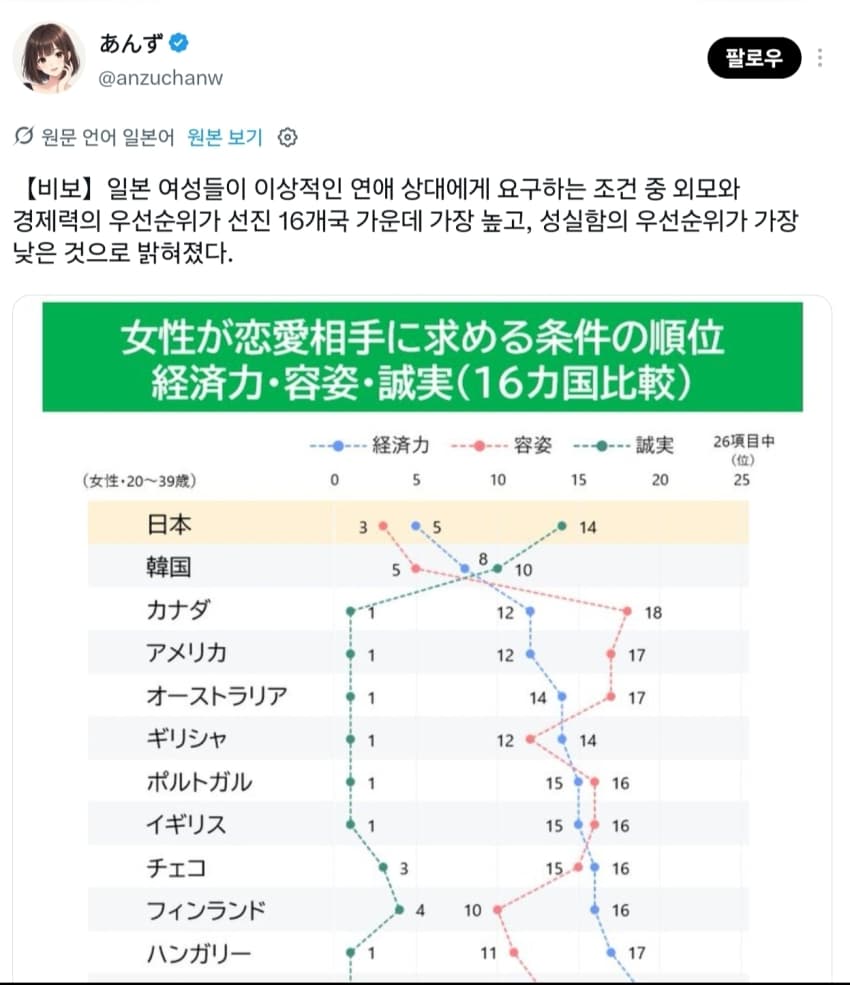 あんず
@anzuchanw
팔로우
원문 언어 일본어 원본 보기
【비보】일본 여성들이 이상적인 연애 상대에게 요구하는 조건 중 외모와
경제력의 우선순위가 선진 16개국 가운데 가장 높고, 성실함의 우선순위가 가장
낮은 것으로 밝혀졌다.
女性が恋愛相手に求める条件の順位
経済力・容姿・誠実(16カ国比較)
経済力 容姿 誠実 26項目中
(位)
(女性・20～39歳) 0 5 10 15 20 25
日本 3 5 14
韓国 5 8 10
カナダ 1 12 18
アメリカ 1 12 17
オーストラリア 1 14 17
ギリシャ 1 12 14
ポルトガル 1 15 16
イギリス 1 15 16
チェコ 3 15 16
フィンランド 4 10 16
ハンガリー 1 11 17